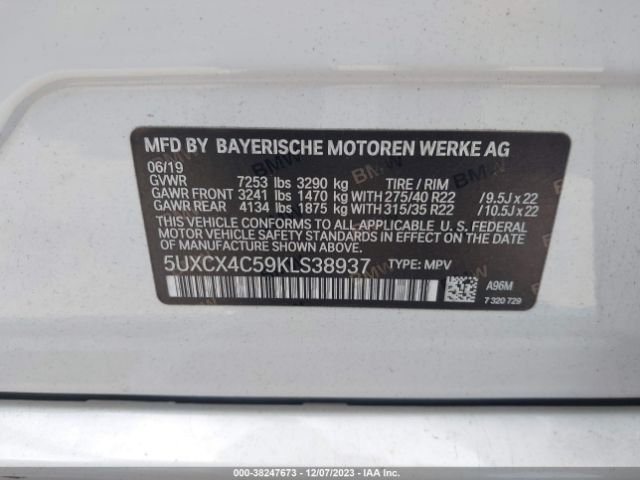 MFD BY BAYERISCHE MOTOREN WERKE AG
06/19
GVWR 7253 lbs 3290 kg TIRE / RIM
GAWR FRONT 3241 lbs 1470 kg WITH 275/40 R22 /9.5J x 22
GAWR REAR 4134 lbs 1875 kg WITH 315/35 R22 /10.5J x 22
THIS VEHICLE CONFORMS TO ALL APPLICABLE U.S. FEDERAL
MOTOR VEHICLE SAFETY STANDARDS IN EFFECT ON THE
DATE OF MANUFACTURE SHOWN ABOVE.
5UXCX4C59KLS38937 TYPE: MPV
A96M
7 320 729
000-38247673 - 12/07/2023 - IAA Inc.